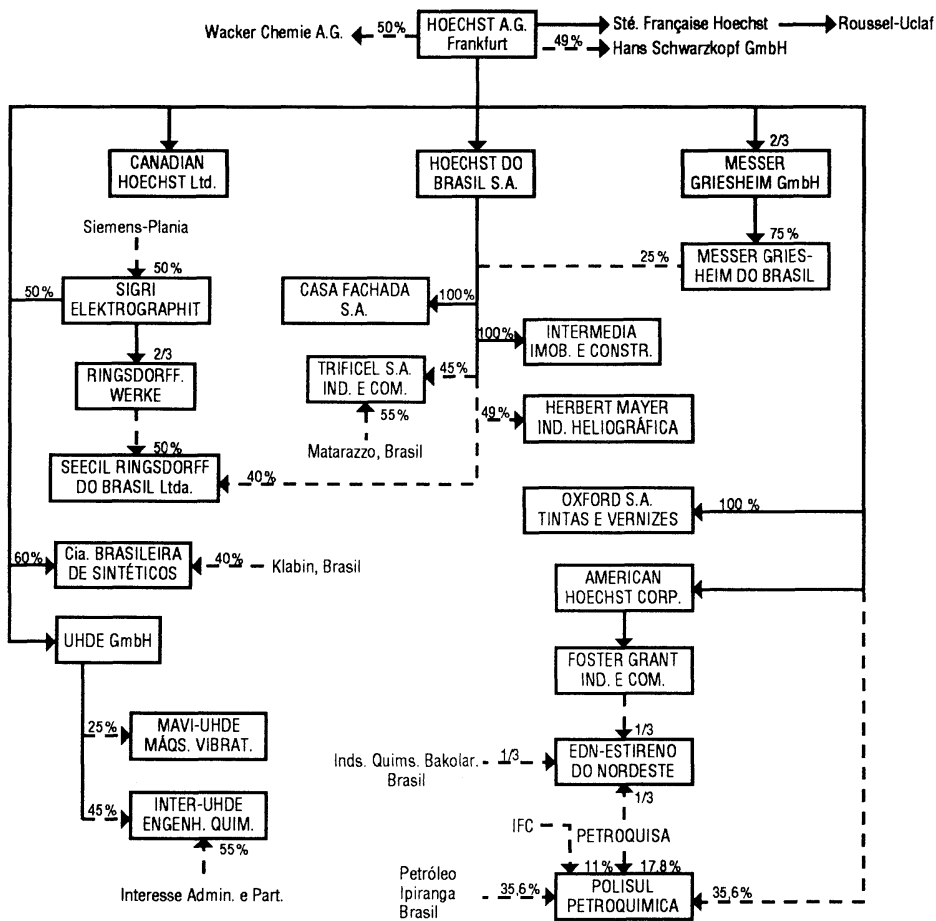 Wacker Chemie A.G.
50%
HOECHST A.G.
Frankfurt
Sté. Française Hoechst
Roussel-Uclaf
49%
Hans Schwarzkopf GmbH
CANADIAN
HOECHST Ltd.
HOECHST DO
BRASIL S.A.
2/3
MESSER
GRIESHEIM GmbH
Siemens-Plania
50%
50%
SIGRI
ELEKTROGRAPHIT
75%
25%
MESSER GRIES-
HEIM DO BRASIL
CASA FACHADA
S.A.
100%
100%
INTERMEDIA
IMOB. E CONSTR.
2/3
RINGSDORFF.
WERKE
TRIFICEL S.A.
IND. E COM.
45%
55%
Matarazzo, Brasil
49%
HERBERT MAYER
IND. HELIOGRÁFICA
50%
SEECIL RINGSDORFF
DO BRASIL Ltda.
40%
OXFORD S.A.
TINTAS E VERNIZES
100 %
60%
Cia. BRASILEIRA
DE SINTÉTICOS
40%
Klabin, Brasil
AMERICAN
HOECHST CORP.
UHDE GmbH
FOSTER GRANT
IND. E COM.
25%
MAVI-UHDE
MÁQS. VIBRAT.
1/3
Inds. Quims. Bakolar.
Brasil
1/3
EDN-ESTIRENO
DO NORDESTE
1/3
45%
INTER-UHDE
ENGENH. QUIM.
55%
Interesse Admin. e Part.
IFC
PETROQUISA
11%
17,8%
Petróleo
Ipiranga
Brasil
35,6%
POLISUL
PETROQUIMICA
35,6%